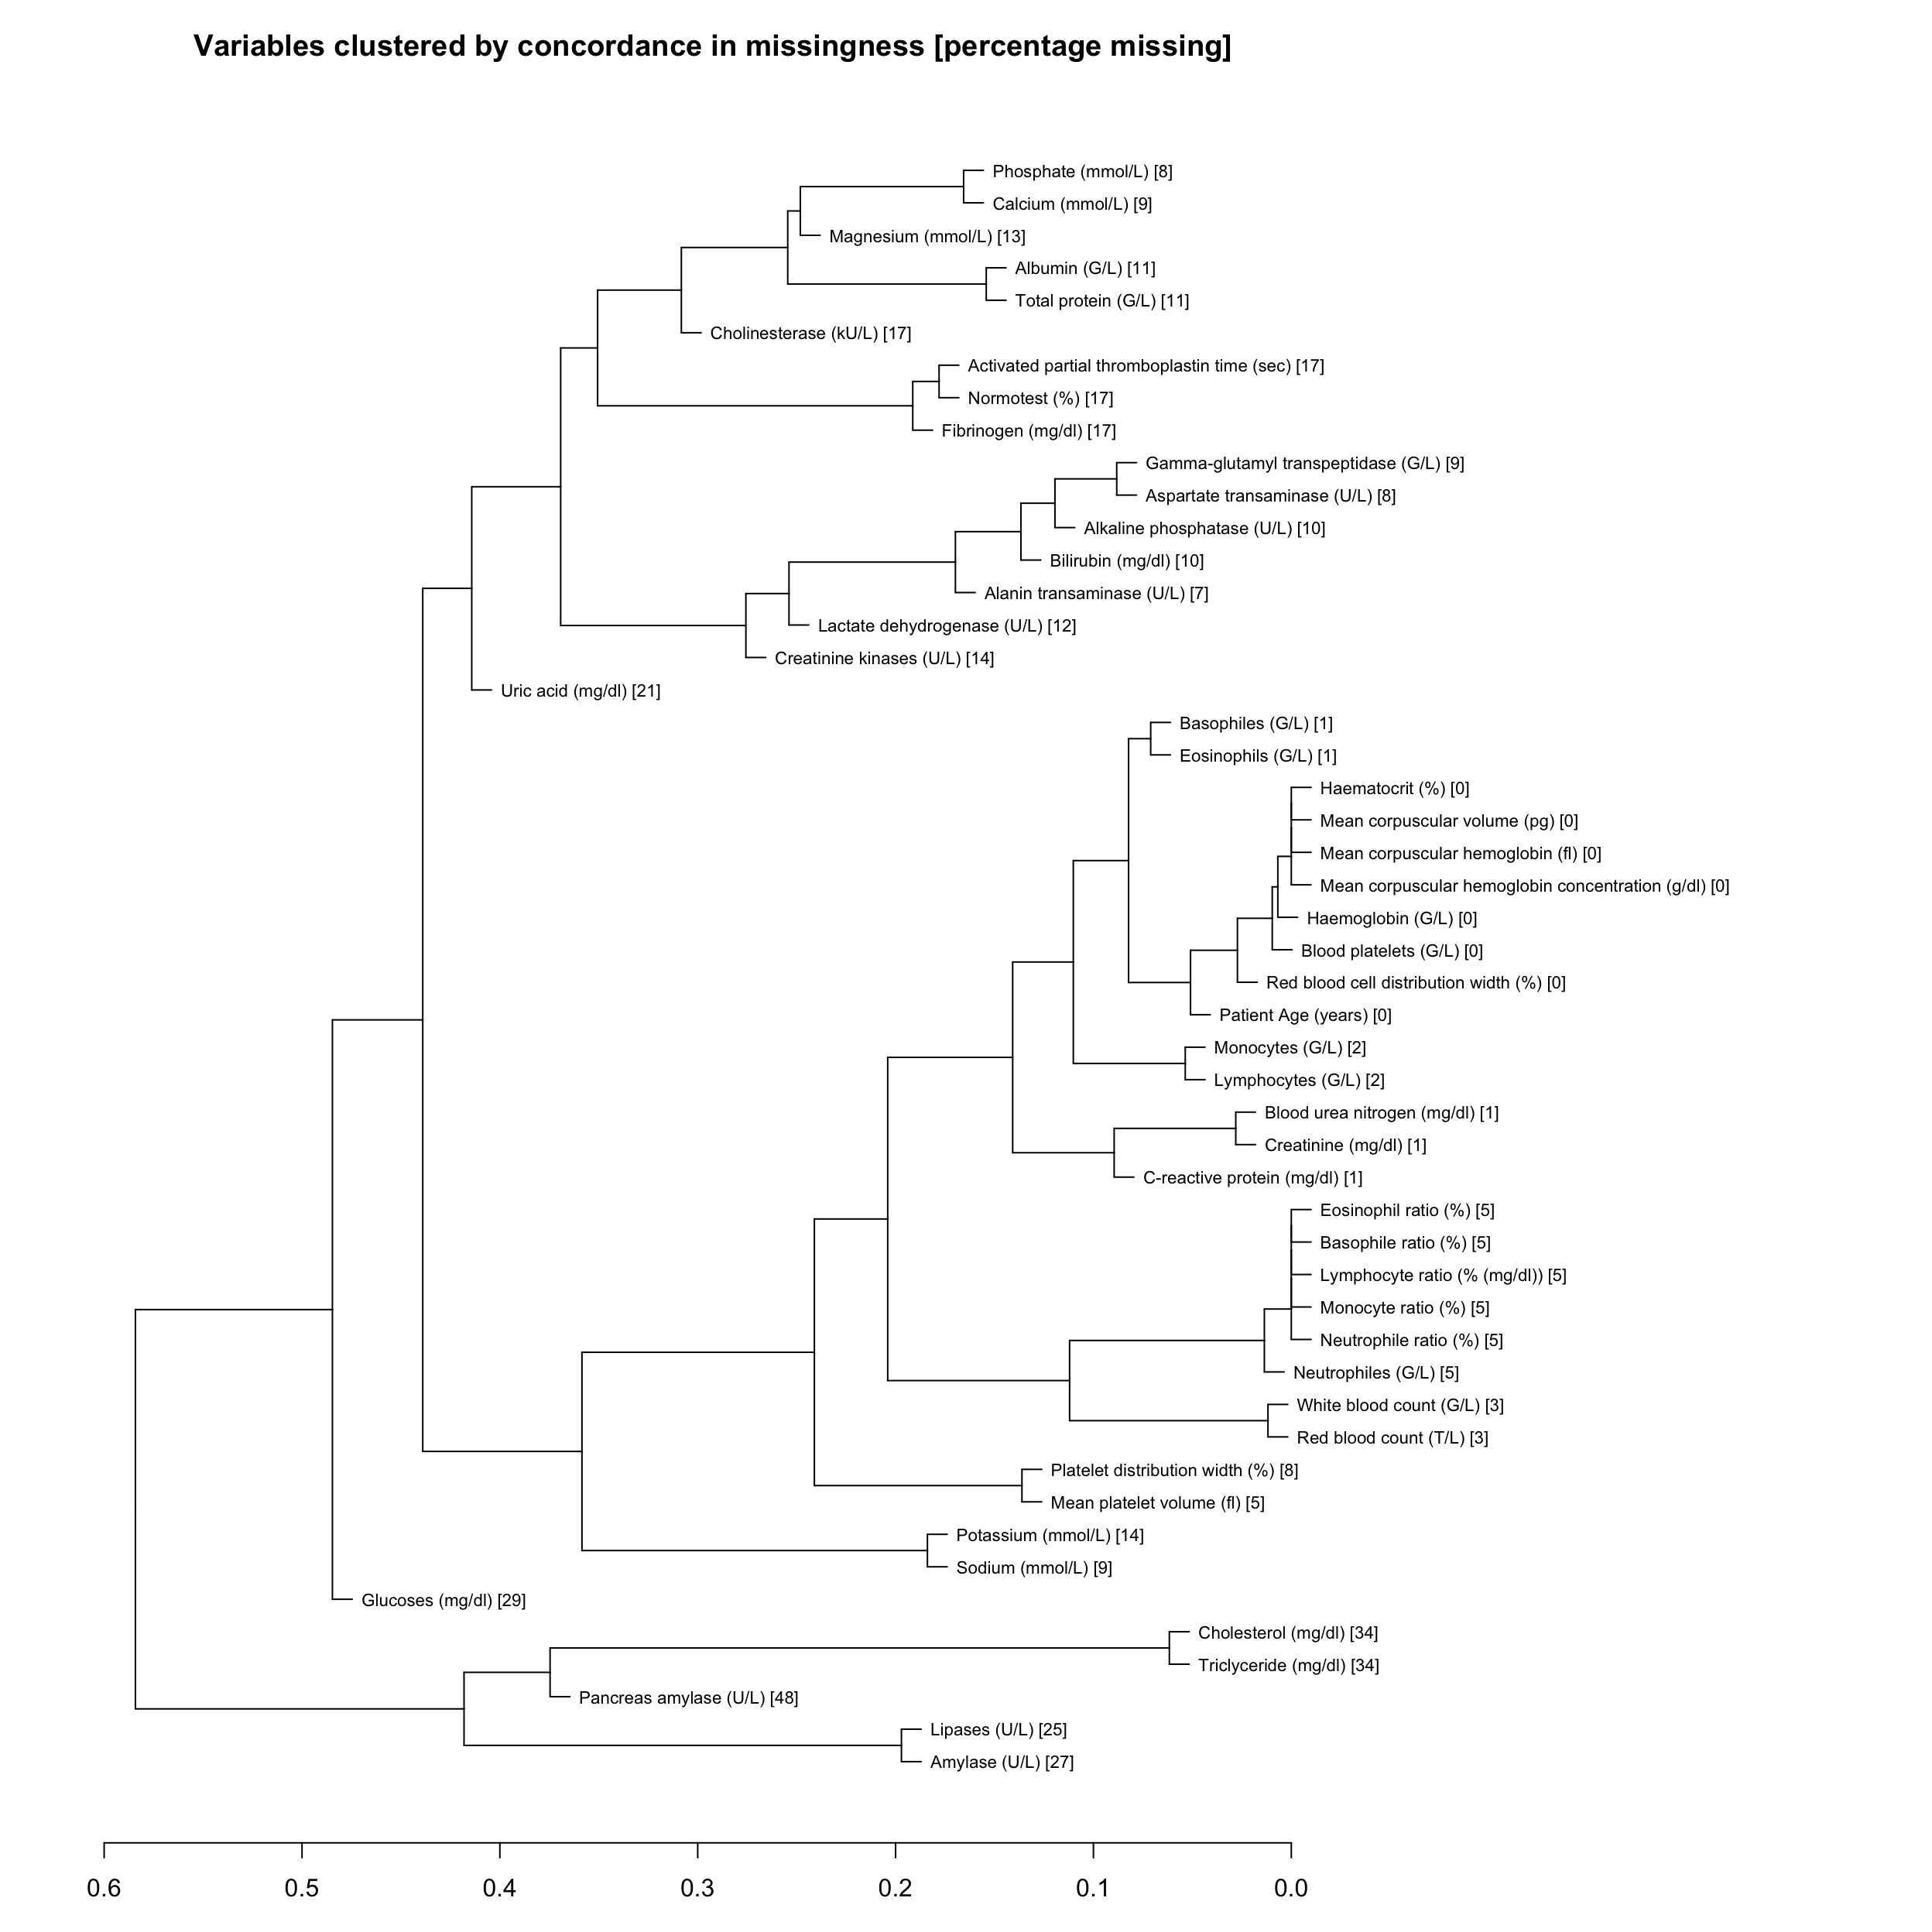 Variables clustered by concordance in missingness [percentage missing]
Phosphate (mmol/L) [8]
Calcium (mmol/L) [9]
Magnesium (mmol/L) [13]
Albumin (G/L) [11]
Total protein (G/L) [11]
Cholinesterase (kU/L) [17]
Activated partial thromboplastin time (sec) [17]
Normotest (%) [17]
Fibrinogen (mg/dl) [17]
Gamma-glutamyl transpeptidase (G/L) [9]
Aspartate transaminase (U/L) [8]
Alkaline phosphatase (U/L) [10]
Bilirubin (mg/dl) [10]
Alanin transaminase (U/L) [7]
Lactate dehydrogenase (U/L) [12]
Creatinine kinases (U/L) [14]
Uric acid (mg/dl) [21]
Basophiles (G/L) [1]
Eosinophils (G/L) [1]
Haematocrit (%) [0]
Mean corpuscular volume (pg) [0]
Mean corpuscular hemoglobin (fl) [0]
Mean corpuscular hemoglobin concentration (g/dl) [0]
Haemoglobin (G/L) [0]
Blood platelets (G/L) [0]
Red blood cell distribution width (%) [0]
Patient Age (years) [0]
Monocytes (G/L) [2]
Lymphocytes (G/L) [2]
Blood urea nitrogen (mg/dl) [1]
Creatinine (mg/dl) [1]
C-reactive protein (mg/dl) [1]
Eosinophil ratio (%) [5]
Basophile ratio (%) [5]
Lymphocyte ratio (% (mg/dl)) [5]
Monocyte ratio (%) [5]
Neutrophile ratio (%) [5]
Neutrophiles (G/L) [5]
White blood count (G/L) [3]
Red blood count (T/L) [3]
Platelet distribution width (%) [8]
Mean platelet volume (fl) [5]
Potassium (mmol/L) [14]
Sodium (mmol/L) [9]
Glucoses (mg/dl) [29]
Cholesterol (mg/dl) [34]
Triclyceride (mg/dl) [34]
Pancreas amylase (U/L) [48]
Lipases (U/L) [25]
Amylase (U/L) [27]
0.6 0.5 0.4 0.3 0.2 0.1 0.0